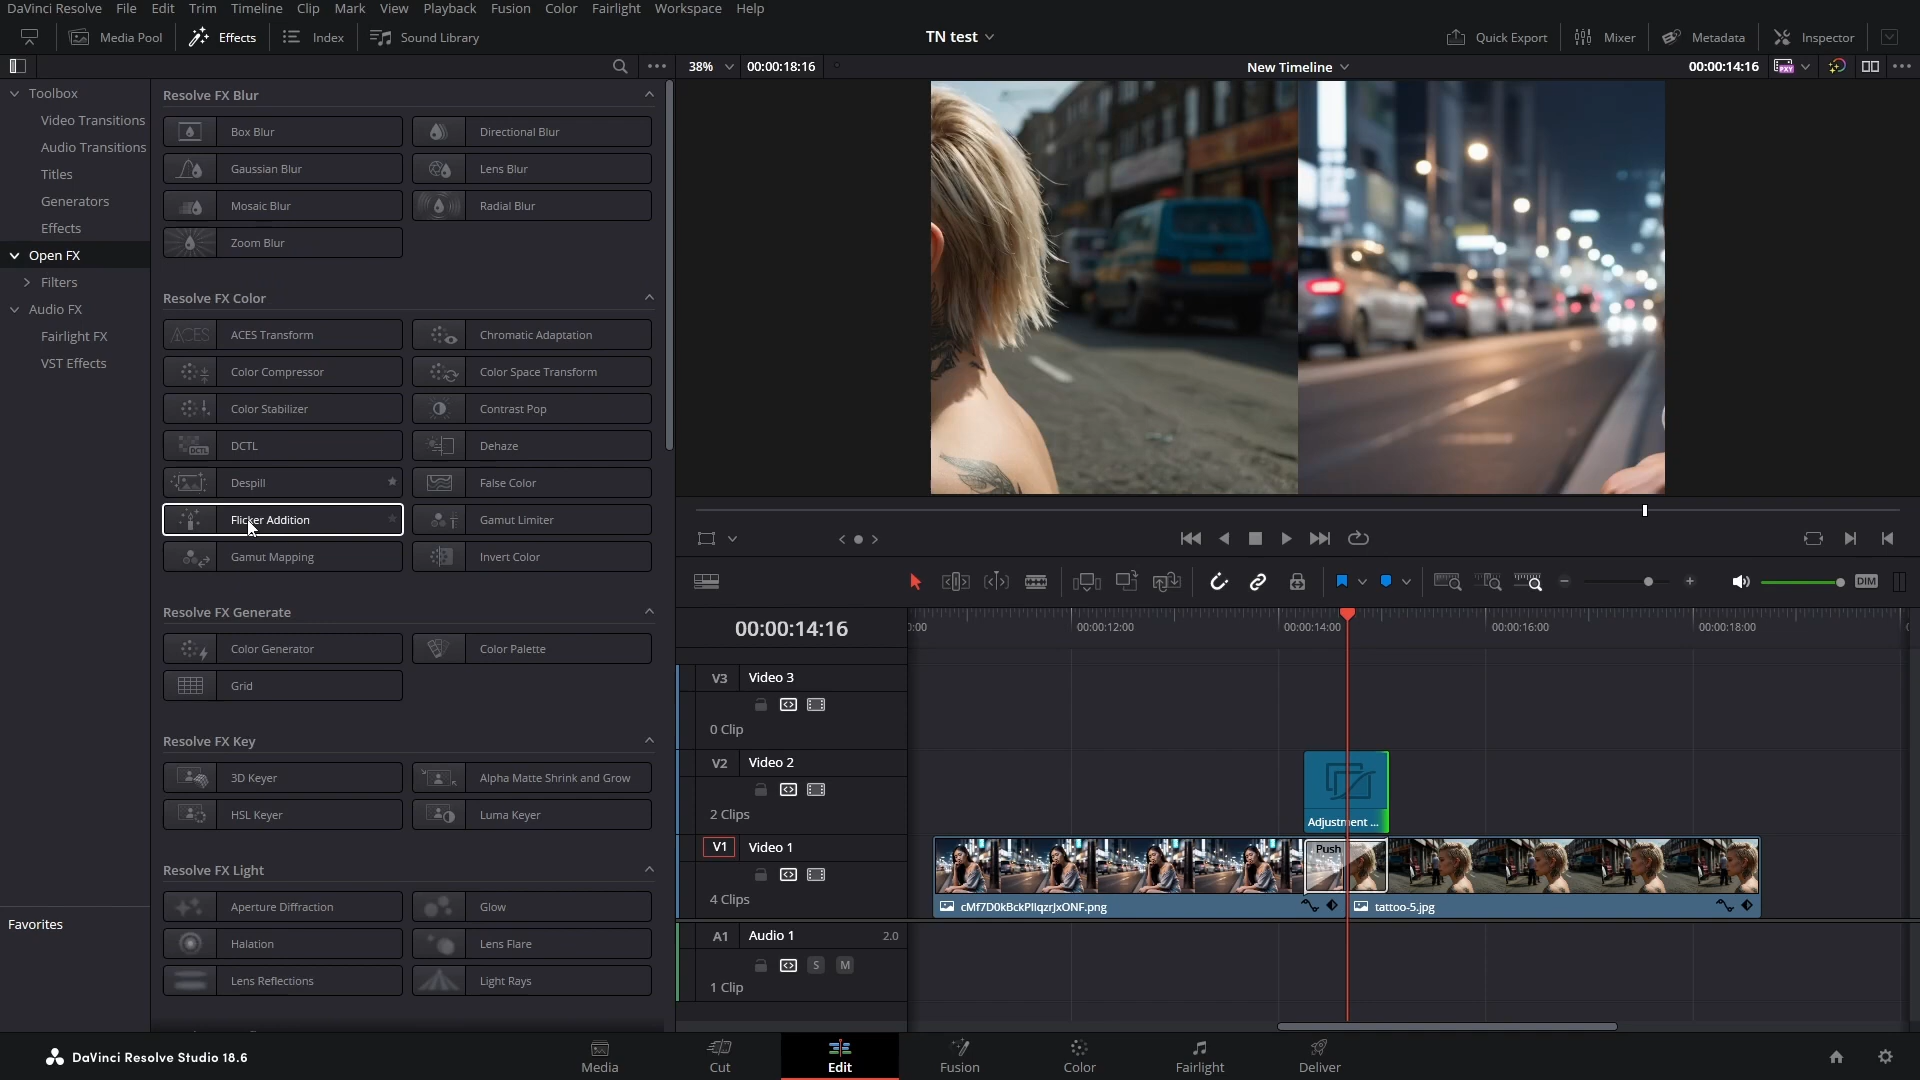 DaVinci Resolve File Edit Trim Timeline Clip Mark View Playback Fusion Color Fairlight Workspace Help
Media Pool Effects Index Sound Library TN test Quick Export Mixer Metadata Inspector
38% 00:00:18:16 New Timeline 00:00:14:16
Toolbox
Video Transitions
Audio Transitions
Titles
Generators
Effects
Open FX
Filters
Audio FX
Fairlight FX
VST Effects
Favorites
Resolve FX Blur
Box Blur Directional Blur
Gaussian Blur Lens Blur
Mosaic Blur Radial Blur
Zoom Blur
Resolve FX Color
ACES ACES Transform Chromatic Adaptation
Color Compressor Color Space Transform
Color Stabilizer Contrast Pop
DCTL DCTL Dehaze
Despill False Color
Flicker Addition Gamut Limiter
Gamut Mapping Invert Color
Resolve FX Generate
Color Generator Color Palette
Grid
Resolve FX Key
3D Keyer Alpha Matte Shrink and Grow
HSL Keyer Luma Keyer
Resolve FX Light
Aperture Diffraction Glow
Halation Lens Flare
Lens Reflections Light Rays
DIM
00:00:14:16 0:00 00:00:12:00 00:00:14:00 00:00:16:00 00:00:18:00
V3 Video 3
0 Clip
V2 Video 2
2 Clips
Adjustment ...
V1 Video 1
Push
4 Clips
cMf7D0kBckPIlqzrJxONF.png tattoo-5.jpg
A1 Audio 1 2.0
S M
1 Clip
DaVinci Resolve Studio 18.6
Media Cut Edit Fusion Color Fairlight Deliver